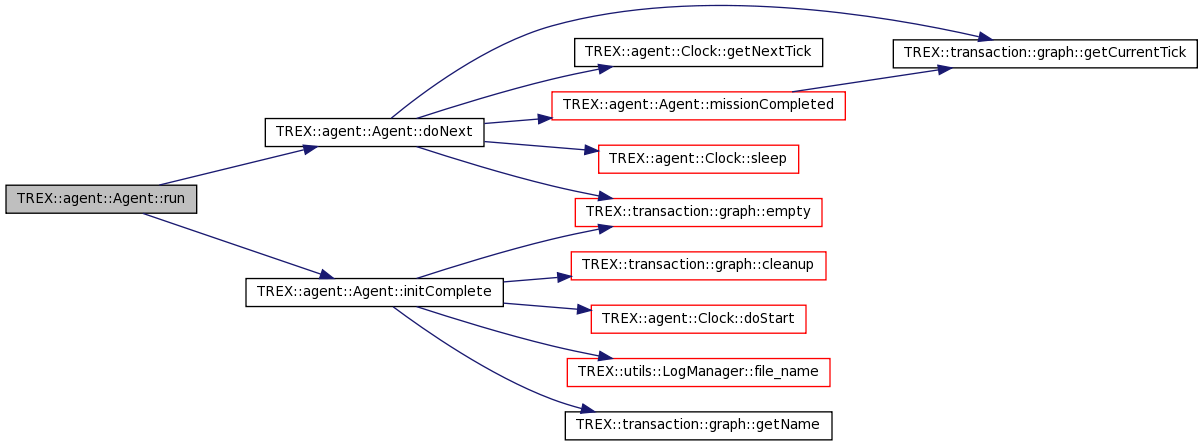 TREX::transaction::graph::getCurrentTick
TREX::agent::Clock::getNextTick
TREX::agent::Agent::missionCompleted
TREX::agent::Agent::doNext
TREX::agent::Clock::sleep
TREX::agent::Agent::run
TREX::transaction::graph::empty
TREX::transaction::graph::cleanup
TREX::agent::Agent::initComplete
TREX::agent::Clock::doStart
TREX::utils::LogManager::file_name
TREX::transaction::graph::getName